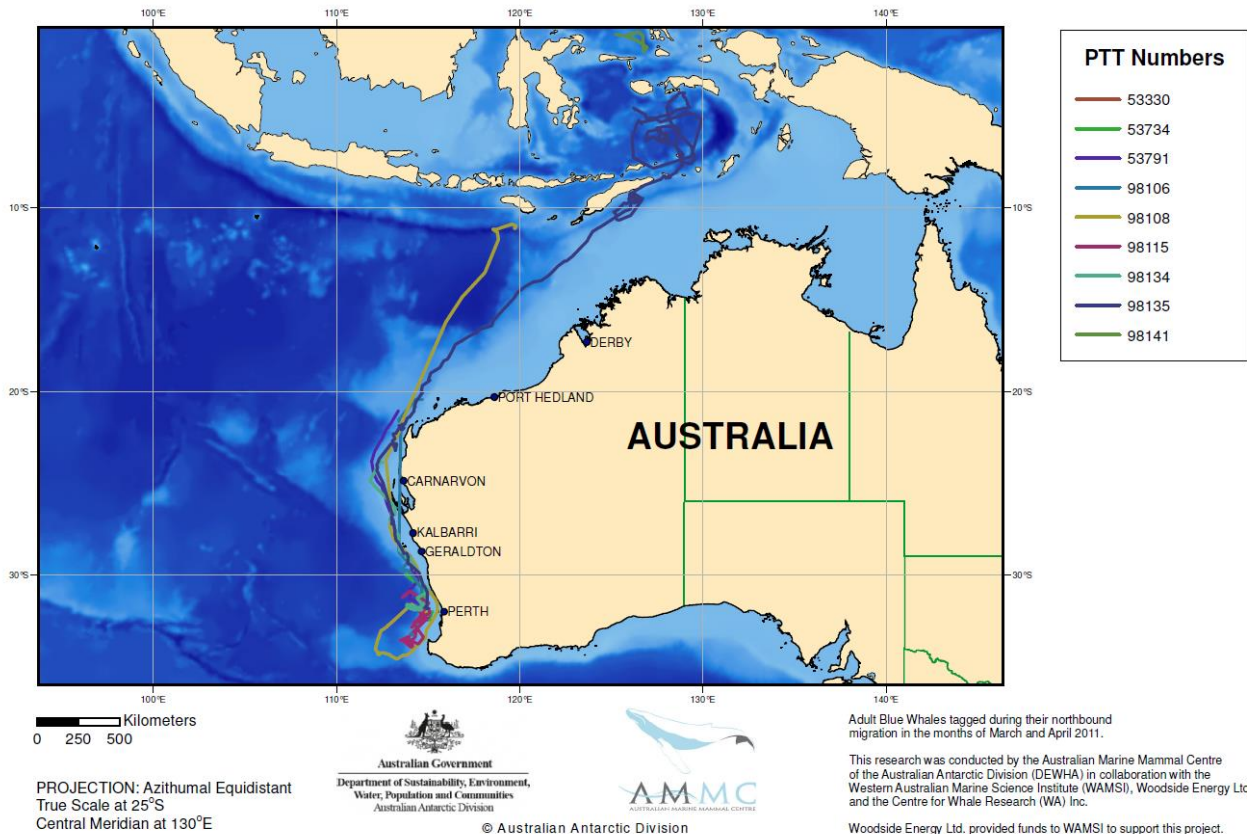 100°E 110°E 120°E 130°E 140°E
PTT Numbers
53330
53734
53791
98106
98108
98115
98134
98135
98141
10°S 10°S
DERBY
20°S 20°S
PORT HEDLAND
AUSTRALIA
CARNARVON
KALBARRI
GERALDTON
30°S 30°S
PERTH
100°E 110°E 120°E 130°E 140°E
Kilometers
0 250 500
PROJECTION: Azithumal Equidistant
True Scale at 25°S
Central Meridian at 130°E
Australian Government
Department of Sustainability, Environment,
Water, Population and Communities
Australian Antarctic Division
AMMC
AUSTRALIAN MARINE MAMMAL CENTRE
© Australian Antarctic Division
Adult Blue Whales tagged during their northbound
migration in the months of March and April 2011.
This research was conducted by the Australian Marine Mammal Centre
of the Australian Antarctic Division (DEWHA) in collaboration with the
Western Australian Marine Science Institute (WAMSI), Woodside Energy Ltd
and the Centre for Whale Research (WA) Inc.
Woodside Energy Ltd. provided funds to WAMSI to support this project.